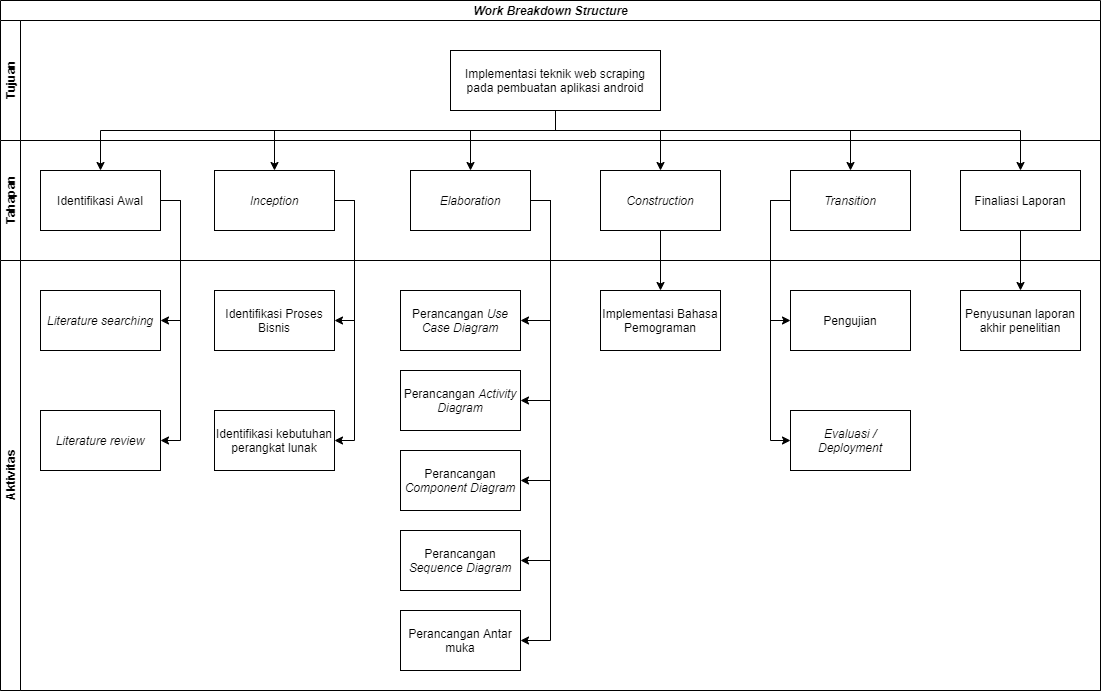 Work Breakdown Structure
Tujuan
Implementasi teknik web scraping
pada pembuatan aplikasi android
Tahapan
Identifikasi Awal
Inception
Elaboration
Construction
Transition
Finaliasi Laporan
Aktivitas
Literature searching
Literature review
Identifikasi Proses
Bisnis
Identifikasi kebutuhan
perangkat lunak
Perancangan Use
Case Diagram
Perancangan Activity
Diagram
Perancangan
Component Diagram
Perancangan
Sequence Diagram
Perancangan Antar
muka
Implementasi Bahasa
Pemograman
Pengujian
Evaluasi /
Deployment
Penyusunan laporan
akhir penelitian